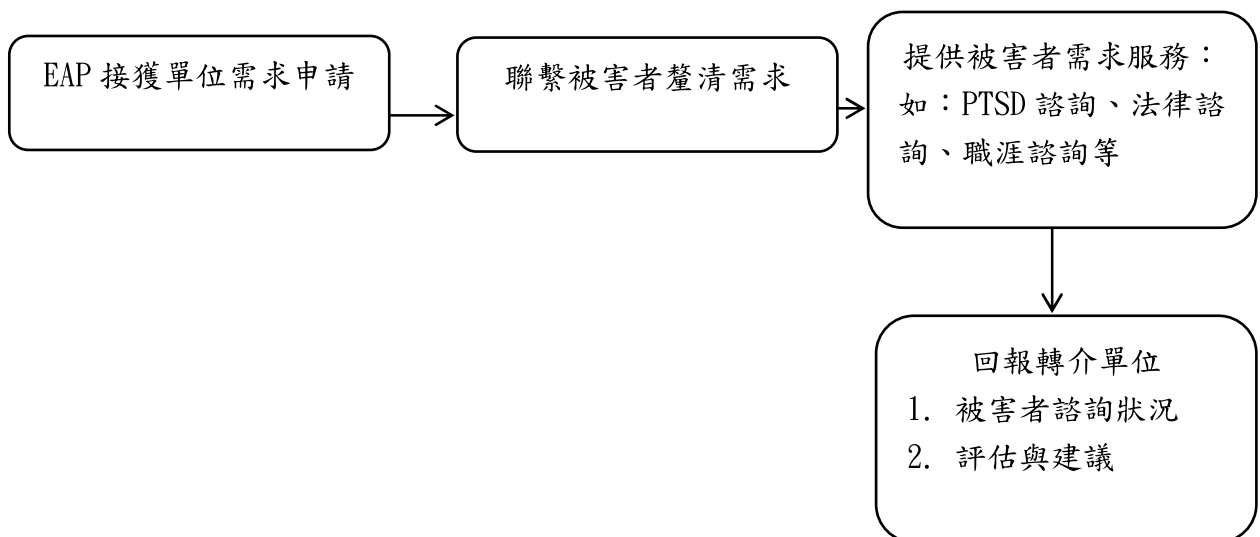 EAP 接獲單位需求申請
聯繫被害者釐清需求
提供被害者需求服務：
如：PTSD 諮詢、法律諮
詢、職涯諮詢等
回報轉介單位
1. 被害者諮詢狀況
2. 評估與建議